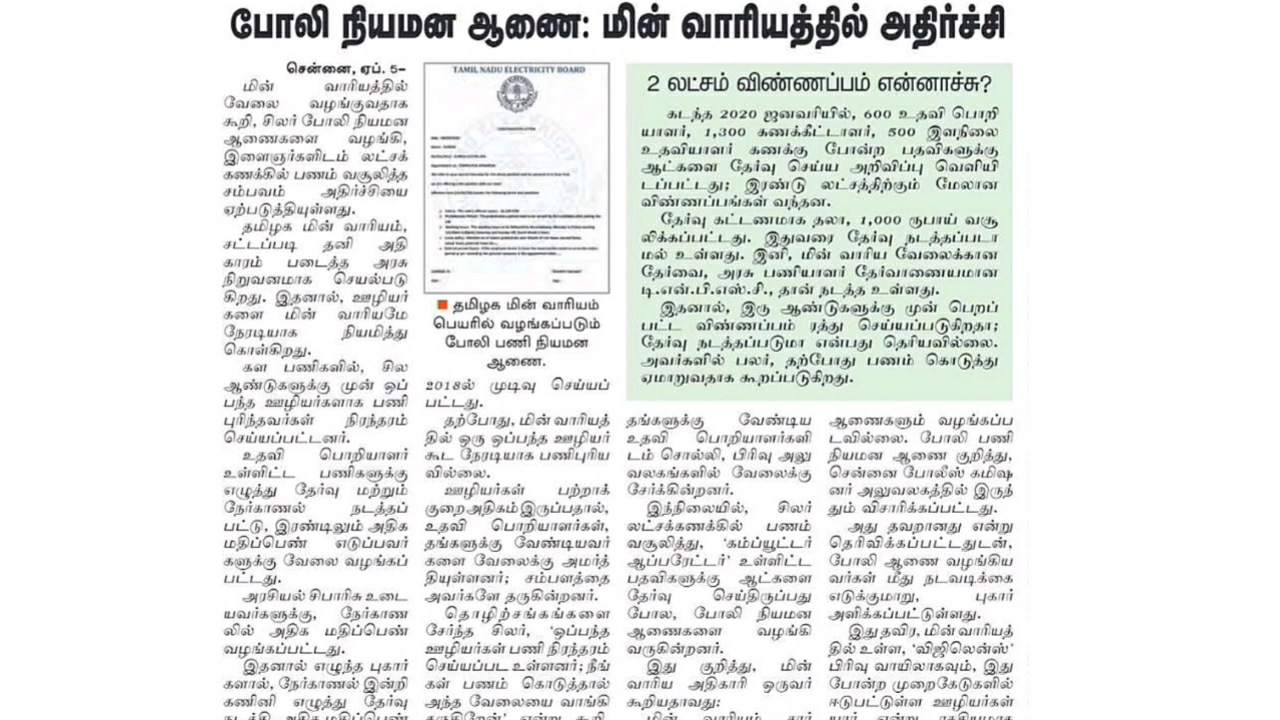 போலி நியமன ஆணை: மின் வாரியத்தில் அதிர்ச்சி
சென்னை, ஏப். 5–
மின் வாரியத்தில்
வேலை வழங்குவதாக
கூறி, சிலர் போலி நியமன
ஆணைகளை வழங்கி,
இளைஞர்களிடம் லட்சக்
கணக்கில் பணம் வசூலித்த
சம்பவம் அதிர்ச்சியை
ஏற்படுத்தியுள்ளது.
தமிழக மின் வாரியம்,
சட்டப்படி தனி அதி
காரம் படைத்த அரசு
நிறுவனமாக செயல்படு
கிறது. இதனால், ஊழியர்
களை மின் வாரியமே
நேரடியாக நியமித்து
கொள்கிறது.
கள பணிகளில், சில
ஆண்டுகளுக்கு முன் ஒப்
பந்த ஊழியர்களாக பணி
புரிந்தவர்கள் நிரந்தரம்
செய்யப்பட்டனர்.
உதவி பொறியாளர்
உள்ளிட்ட பணிகளுக்கு
எழுத்து தேர்வு மற்றும்
நேர்காணல் நடத்தப்
பட்டு, இரண்டிலும் அதிக
மதிப்பெண் எடுப்பவர்
களுக்கு வேலை வழங்கப்
பட்டது.
அரசியல் சிபாரிசு உடை
யவர்களுக்கு, நேர்காண
லில் அதிக மதிப்பெண்
வழங்கப்பட்டது.
இதனால் எழுந்த புகார்
களால், நேர்காணல் இன்றி
கணினி எழுத்து தேர்வு
நடத்தி அதிக மதிப்பெண்
TAMIL NADU ELECTRICITY BOARD
■ தமிழக மின் வாரியம்
பெயரில் வழங்கப்படும்
போலி பணி நியமன
ஆணை.
2018ல் முடிவு செய்யப்
பட்டது.
தற்போது, மின் வாரியத்
தில் ஒரு ஒப்பந்த ஊழியர்
கூட நேரடியாக பணிபுரிய
வில்லை.
ஊழியர்கள் பற்றாக்
குறை அதிகம் இருப்பதால்,
உதவி பொறியாளர்கள்,
தங்களுக்கு வேண்டியவர்
களை வேலைக்கு அமர்த்
தியுள்ளனர்; சம்பளத்தை
அவர்களே தருகின்றனர்.
தொழிற்சங்கங்களை
சேர்ந்த சிலர், 'ஒப்பந்த
ஊழியர்கள் பணி நிரந்தரம்
செய்யப்பட உள்ளனர்; நீங்
கள் பணம் கொடுத்தால்
அந்த வேலையை வாங்கி
தருகிறேன்' என்று கூறி,
2 லட்சம் விண்ணப்பம் என்னாச்சு?
கடந்த 2020 ஜனவரியில், 600 உதவி பொறி
யாளர், 1,300 கணக்கீட்டாளர், 500 இளநிலை
உதவியாளர் கணக்கு போன்ற பதவிகளுக்கு
ஆட்களை தேர்வு செய்ய அறிவிப்பு வெளியி
டப்பட்டது; இரண்டு லட்சத்திற்கும் மேலான
விண்ணப்பங்கள் வந்தன.
தேர்வு கட்டணமாக தலா, 1,000 ரூபாய் வசூ
லிக்கப்பட்டது. இதுவரை தேர்வு நடத்தப்படா
மல் உள்ளது. இனி, மின் வாரிய வேலைக்கான
தேர்வை, அரசு பணியாளர் தேர்வாணையமான
டி.என்.பி.எஸ்.சி., தான் நடத்த உள்ளது.
இதனால், இரு ஆண்டுகளுக்கு முன் பெறப்
பட்ட விண்ணப்பம் ரத்து செய்யப்படுகிறதா;
தேர்வு நடத்தப்படுமா என்பது தெரியவில்லை.
அவர்களில் பலர், தற்போது பணம் கொடுத்து
ஏமாறுவதாக கூறப்படுகிறது.
தங்களுக்கு வேண்டிய
உதவி பொறியாளர்களி
டம் சொல்லி, பிரிவு அலு
வலகங்களில் வேலைக்கு
சேர்க்கின்றனர்.
இந்நிலையில், சிலர்
லட்சக்கணக்கில் பணம்
வசூலித்து, 'கம்ப்யூட்டர்
ஆப்பரேட்டர்' உள்ளிட்ட
பதவிகளுக்கு ஆட்களை
தேர்வு செய்திருப்பது
போல, போலி நியமன
ஆணைகளை வழங்கி
வருகின்றனர்.
இது குறித்து, மின்
வாரிய அதிகாரி ஒருவர்
கூறியதாவது:
மின் வாரியம் சார்
ஆணைகளும் வழங்கப்ப
டவில்லை. போலி பணி
நியமன ஆணை குறித்து,
சென்னை போலீஸ் கமிஷ
னர் அலுவலகத்தில் இருந்
தும் விசாரிக்கப்பட்டது.
அது தவறானது என்று
தெரிவிக்கப்பட்டதுடன்,
போலி ஆணை வழங்கிய
வர்கள் மீது நடவடிக்கை
எடுக்குமாறு, புகார்
அளிக்கப்பட்டுள்ளது.
இது தவிர, மின் வாரியத்
தில் உள்ள, 'விஜிலென்ஸ்'
பிரிவு வாயிலாகவும், இது
போன்ற முறைகேடுகளில்
ஈடுபட்டுள்ள ஊழியர்கள்
யார் என்று ரகசியமாக